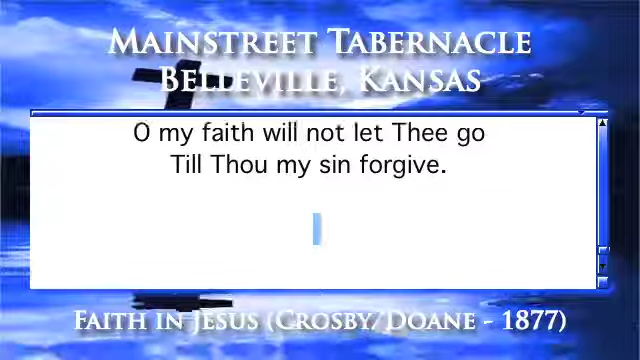 Mainstreet Tabernacle
Belleville, Kansas
O my faith will not let Thee go
Till Thou my sin forgive.
Faith in Jesus (Crosby/Doane - 1877)